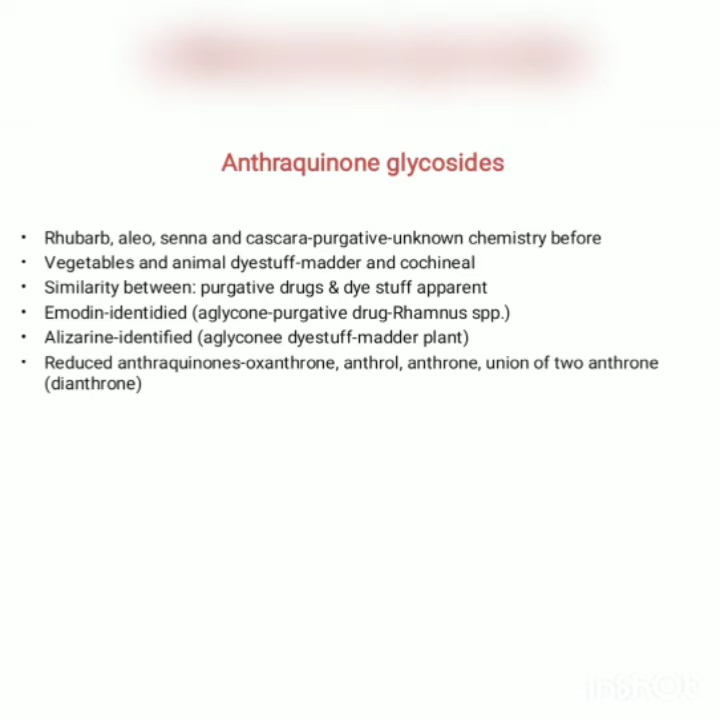 Anthraquinone glycosides
• Rhubarb, aleo, senna and cascara-purgative-unknown chemistry before
• Vegetables and animal dyestuff-madder and cochineal
• Similarity between: purgative drugs & dye stuff apparent
• Emodin-identidied (aglycone-purgative drug-Rhamnus spp.)
• Alizarine-identified (aglyconee dyestuff-madder plant)
• Reduced anthraquinones-oxanthrone, anthrol, anthrone, union of two anthrone
(dianthrone)